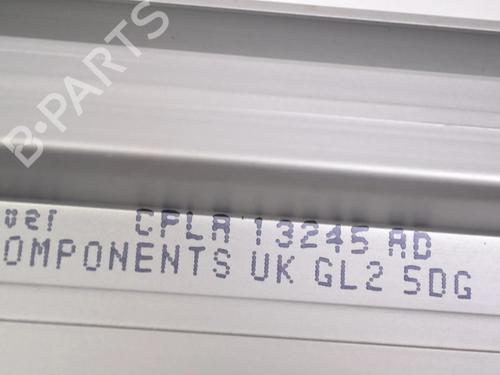 B-PARTS
CPLA 13245 AD
OMPONENTS UK GL2 5DG